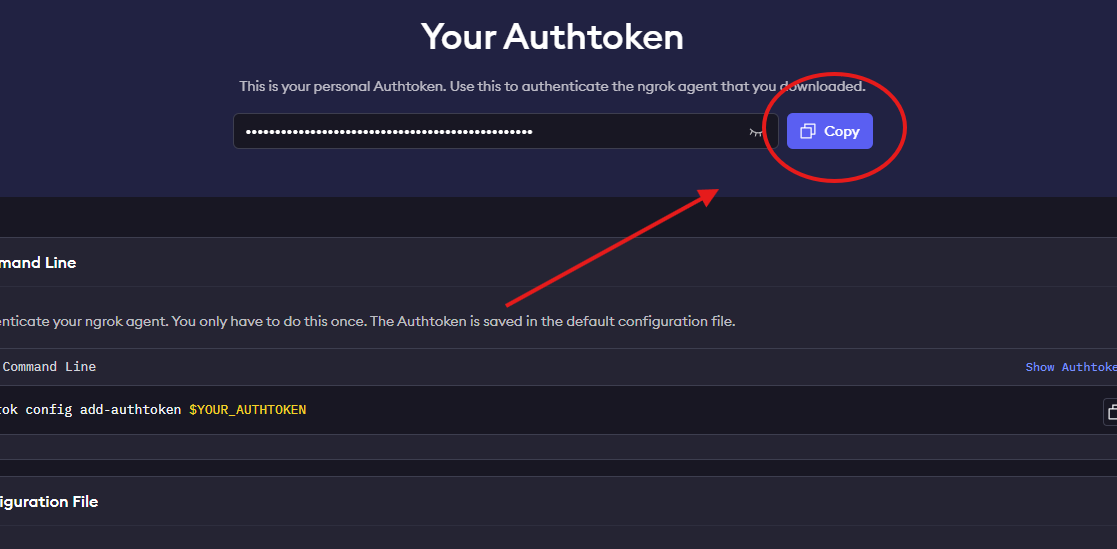 Your Authtoken
This is your personal Authtoken. Use this to authenticate the ngrok agent that you downloaded.
••••••••••••••••••••••••••••••••••••••••••••••••• Copy
mand Line
enticate your ngrok agent. You only have to do this once. The Authtoken is saved in the default configuration file.
Command Line Show Authtoke
rok config add-authtoken $YOUR_AUTHTOKEN
iguration File